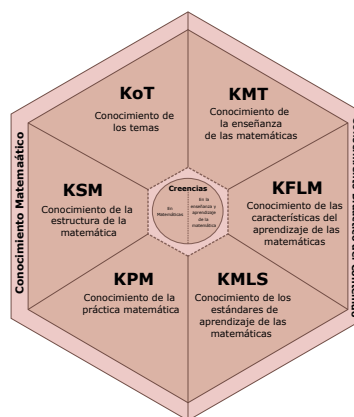 KoT
Conocimiento de
los temas
KMT
Conocimiento de
la enseñanza
de las matemáticas
Conocimiento Matemaático
KSM
Conocimiento de la
estructura de la
matemática
Creencias
En
Matemáticas
En la
enseñanza y
aprendizaje
de la
matemática
KFLM
Conocimiento de las
características del
aprendizaje de las
matemáticas
KPM
Conocimiento de la
práctica matemática
KMLS
Conocimiento de los
estándares de
aprendizaje de las
matemáticas